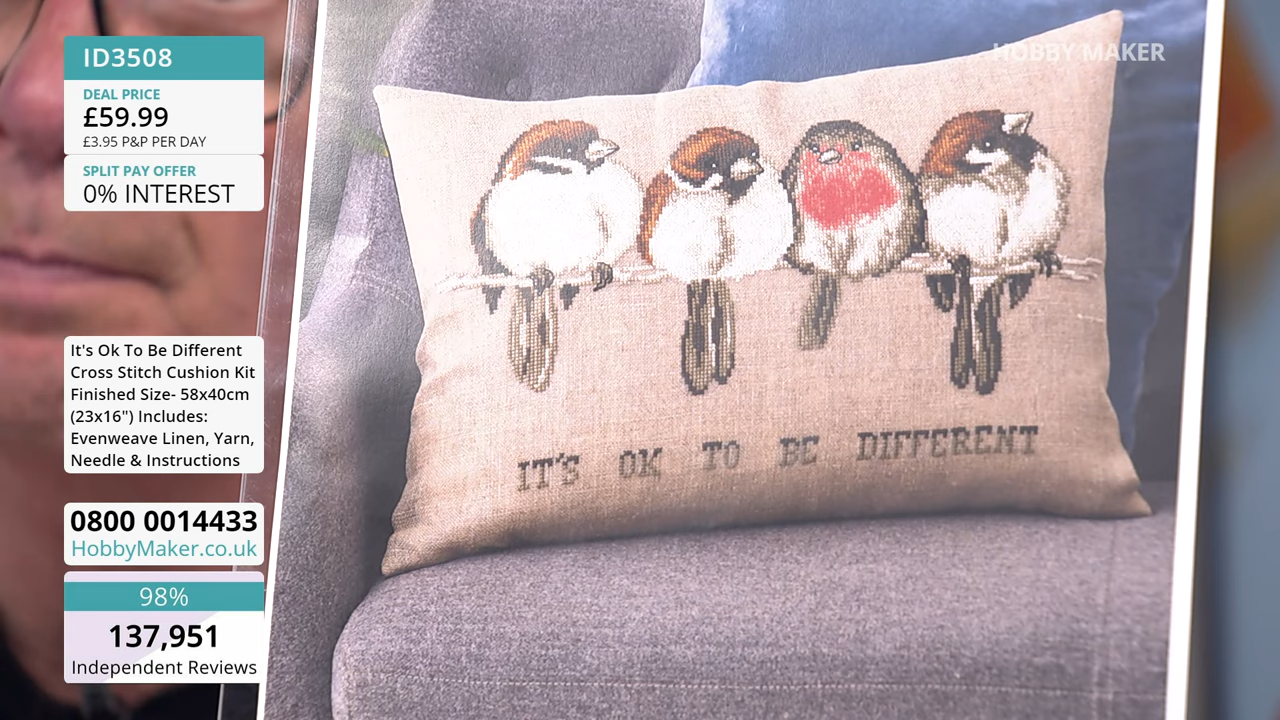 ID3508
DEAL PRICE
£59.99
£3.95 P&P PER DAY
SPLIT PAY OFFER
0% INTEREST
It's Ok To Be Different
Cross Stitch Cushion Kit
Finished Size- 58x40cm
(23x16") Includes:
Evenweave Linen, Yarn,
Needle & Instructions
0800 0014433
HobbyMaker.co.uk
98%
137,951
Independent Reviews
HOBBY MAKER
IT'S OK TO BE DIFFERENT